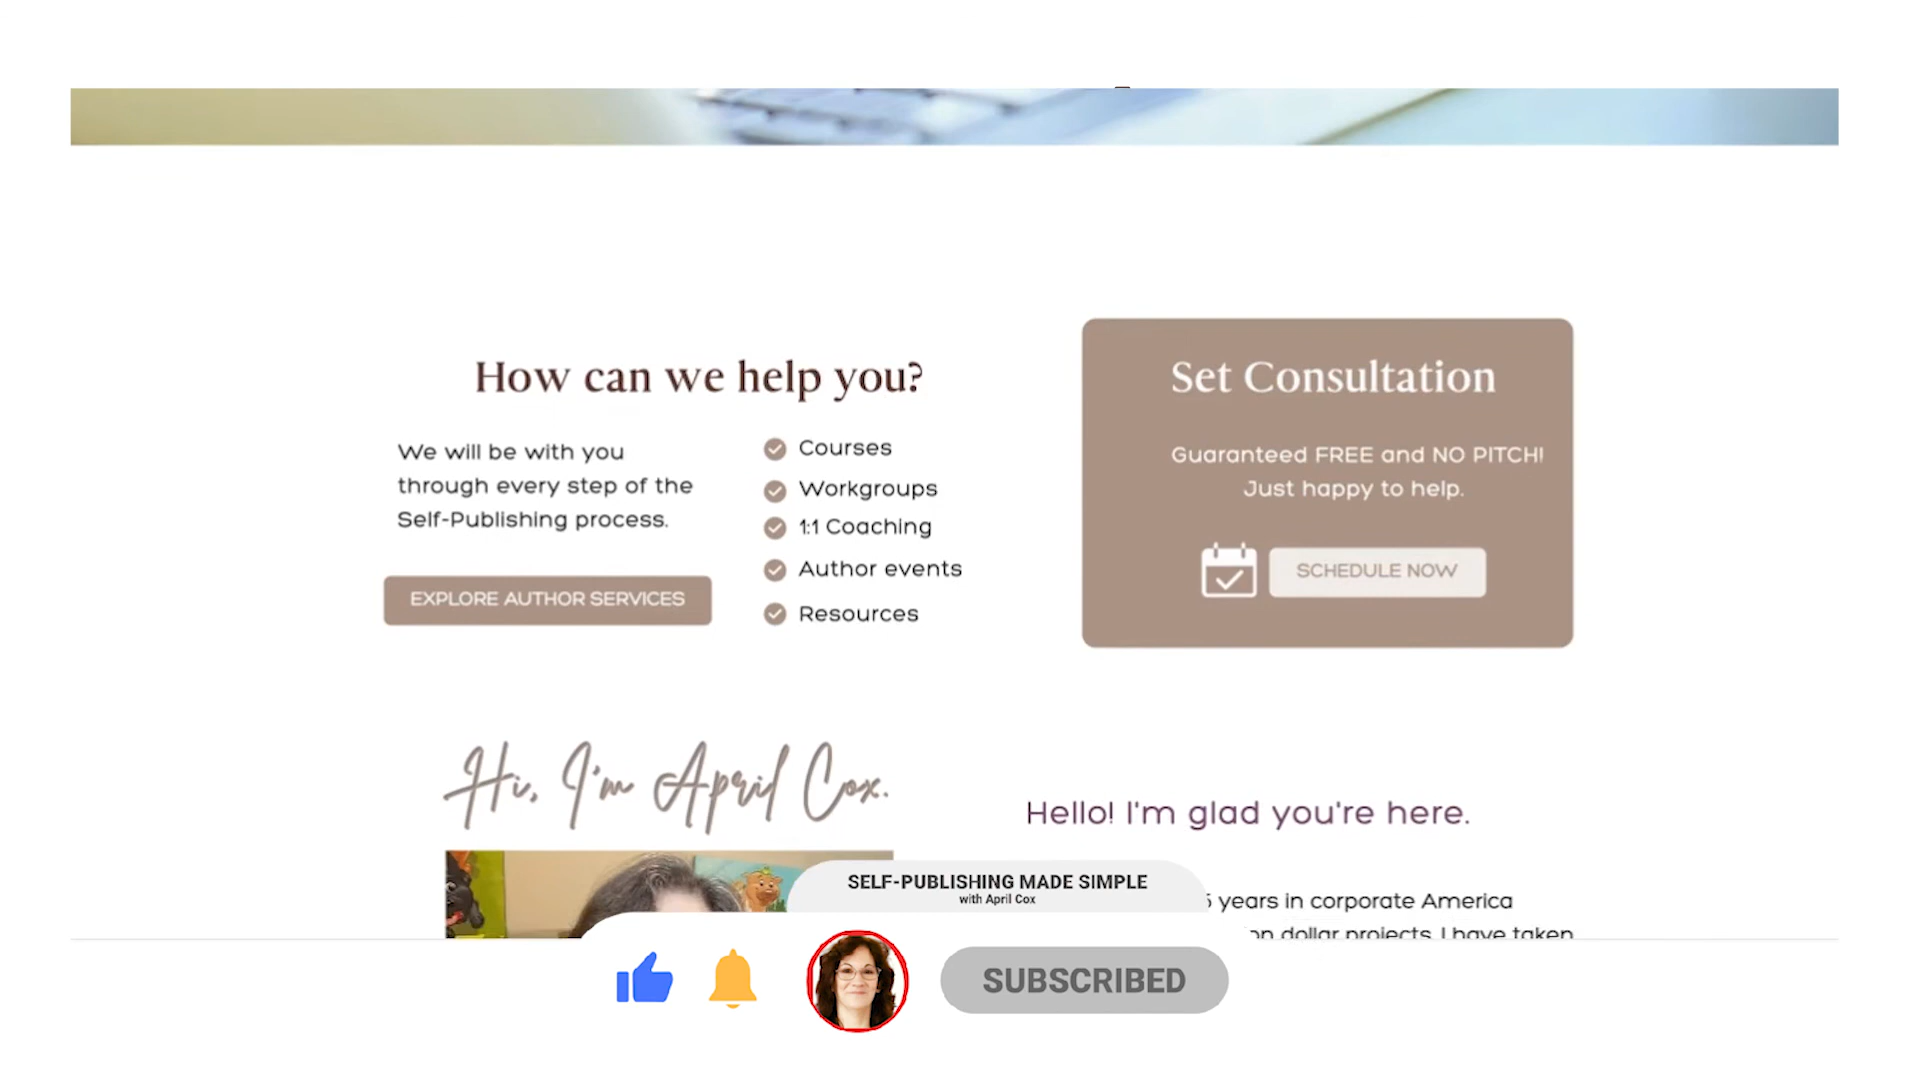 How can we help you?
We will be with you
through every step of the
Self-Publishing process.
EXPLORE AUTHOR SERVICES
Courses
Workgroups
1:1 Coaching
Author events
Resources
Set Consultation
Guaranteed FREE and NO PITCH!
Just happy to help.
SCHEDULE NOW
Hi, I'm April Cox.
Hello! I'm glad you're here.
years in corporate America
dollar projects. I have taken
SELF-PUBLISHING MADE SIMPLE
with April Cox
SUBSCRIBED